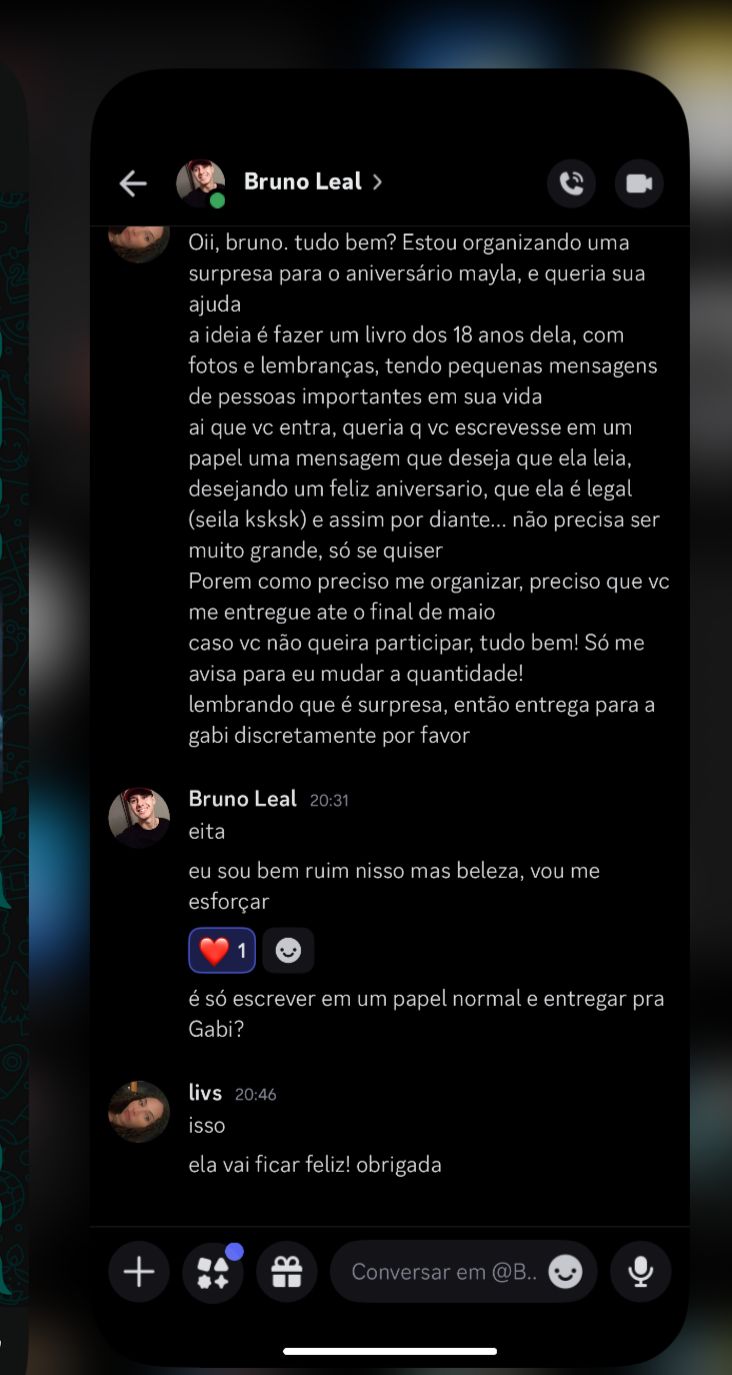 Bruno Leal
Oii, bruno. tudo bem? Estou organizando uma
surpresa para o aniversário mayla, e queria sua
ajuda
a ideia é fazer um livro dos 18 anos dela, com
fotos e lembranças, tendo pequenas mensagens
de pessoas importantes em sua vida
ai que vc entra, queria q vc escrevesse em um
papel uma mensagem que deseja que ela leia,
desejando um feliz aniversario, que ela é legal
(seila ksksk) e assim por diante... não precisa ser
muito grande, só se quiser
Porem como preciso me organizar, preciso que vc
me entregue ate o final de maio
caso vc não queira participar, tudo bem! Só me
avisa para eu mudar a quantidade!
lembrando que é surpresa, então entrega para a
gabi discretamente por favor
Bruno Leal 20:31
eita
eu sou bem ruim nisso mas beleza, vou me
esforçar
1
é só escrever em um papel normal e entregar pra
Gabi?
livs 20:46
isso
ela vai ficar feliz! obrigada
Conversar em @B..